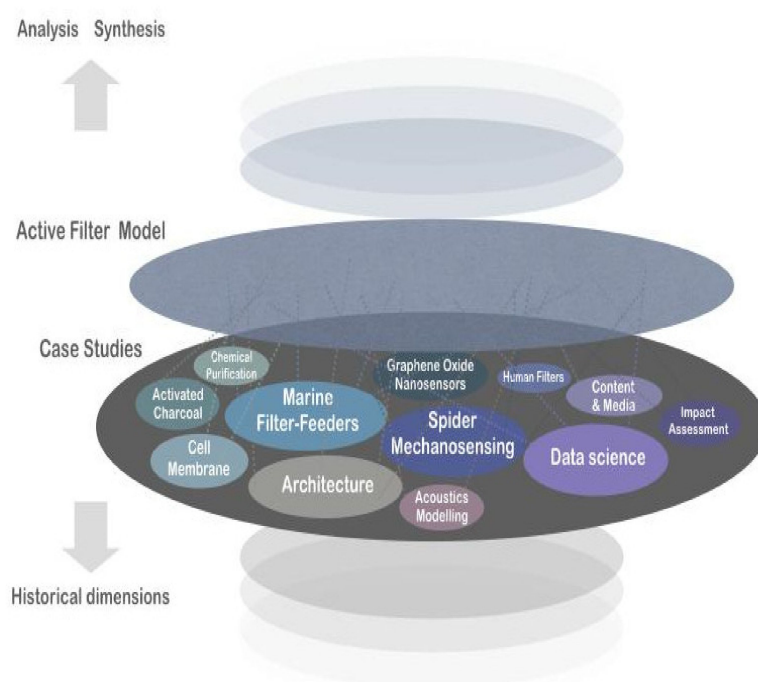 Analysis Synthesis
Active Filter Model
Case Studies
Chemical
Purification
Graphene Oxide
Nanosensors
Human Filters
Activated
Charcoal
Marine
Filter-Feeders
Content
& Media
Impact
Assessment
Spider
Mechanosensing
Cell
Membrane
Data science
Architecture
Acoustics
Modelling
Historical dimensions